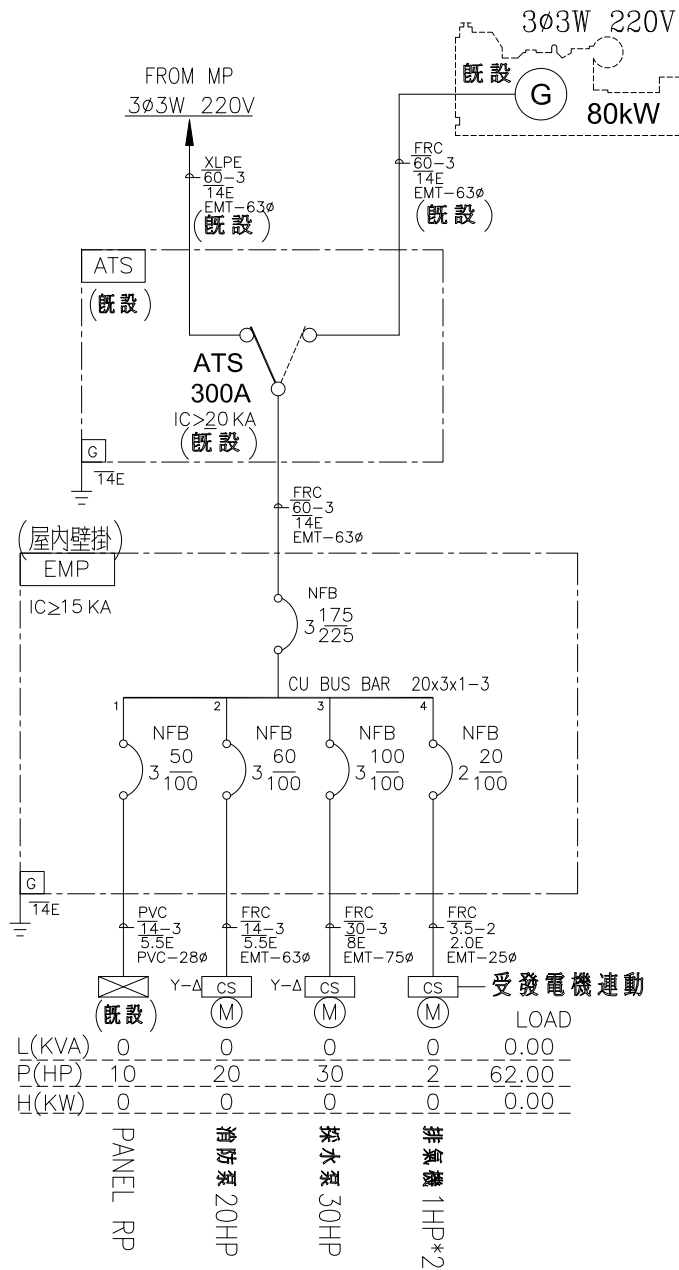 3ø3W 220V
既設
G
80kW
FROM MP
3ø3W 220V
XLPE
60-3
14E
EMT-63ø
(既設)
FRC
60-3
14E
EMT-63ø
(既設)
ATS
(既設)
ATS
300A
IC>20 KA
(既設)
G
14E
FRC
60-3
14E
EMT-63ø
(屋內壁掛)
EMP
IC≥15 KA
NFB
3 175
225
CU BUS BAR 20x3x1-3
1 2 3 4
NFB NFB NFB NFB
3 50 3 60 3 100 2 20
100 100 100 100
G
14E
PVC FRC FRC FRC
14-3 14-3 30-3 3.5-2
5.5E 5.5E 8E 2.0E
PVC-28ø EMT-63ø EMT-75ø EMT-25ø
Y-Δ CS Y-Δ CS CS 受發電機連動
(既設) M M M
LOAD
L(KVA) 0 0 0 0 0.00
P(HP) 10 20 30 2 62.00
H(KW) 0 0 0 0 0.00
PANEL RP
消防泵 20HP
採水泵 30HP
排氣機 1HP*2